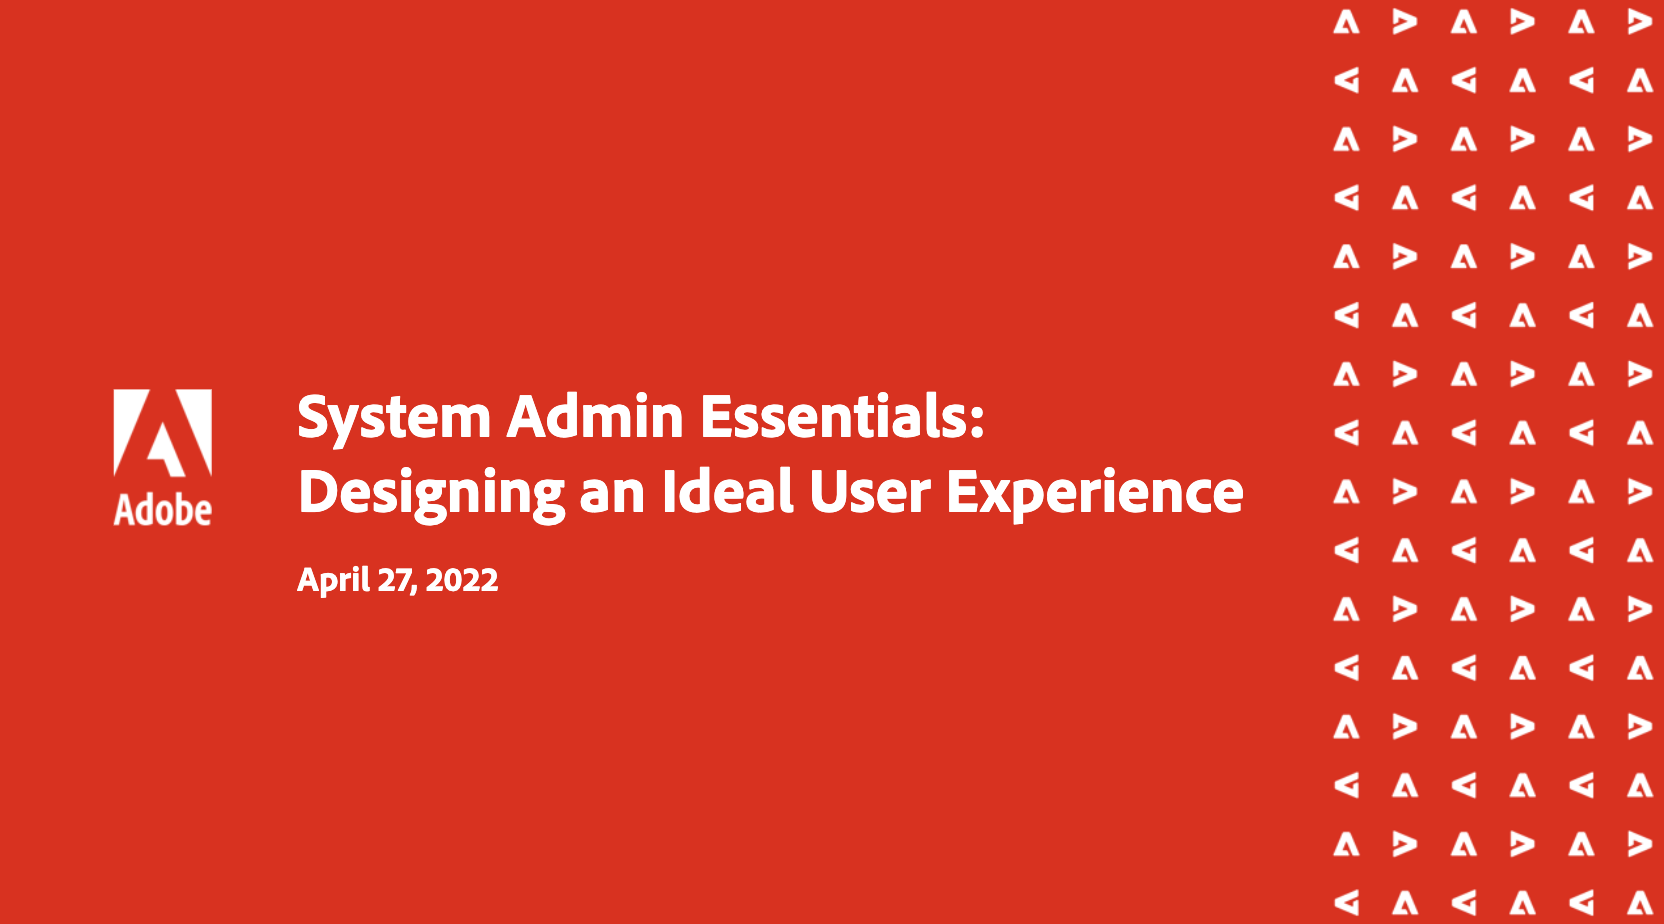 System Admin Essentials:
Designing an Ideal User Experience
Adobe
April 27, 2022